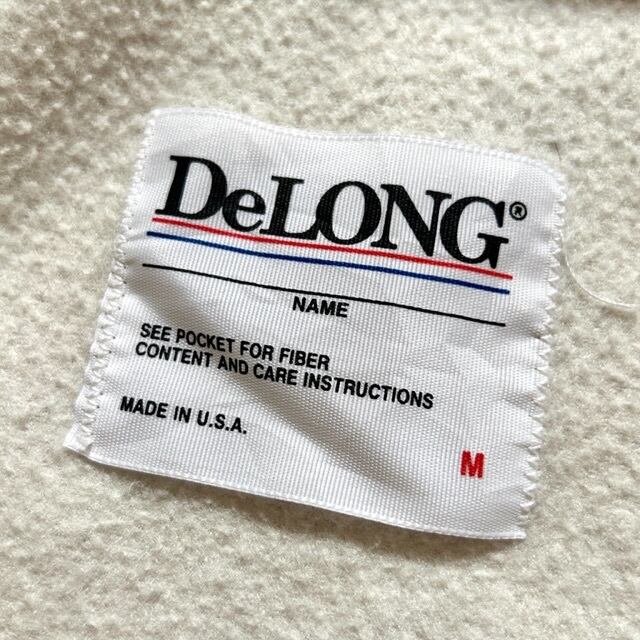 DeLONG®
NAME
SEE POCKET FOR FIBER
CONTENT AND CARE INSTRUCTIONS
MADE IN U.S.A.
M